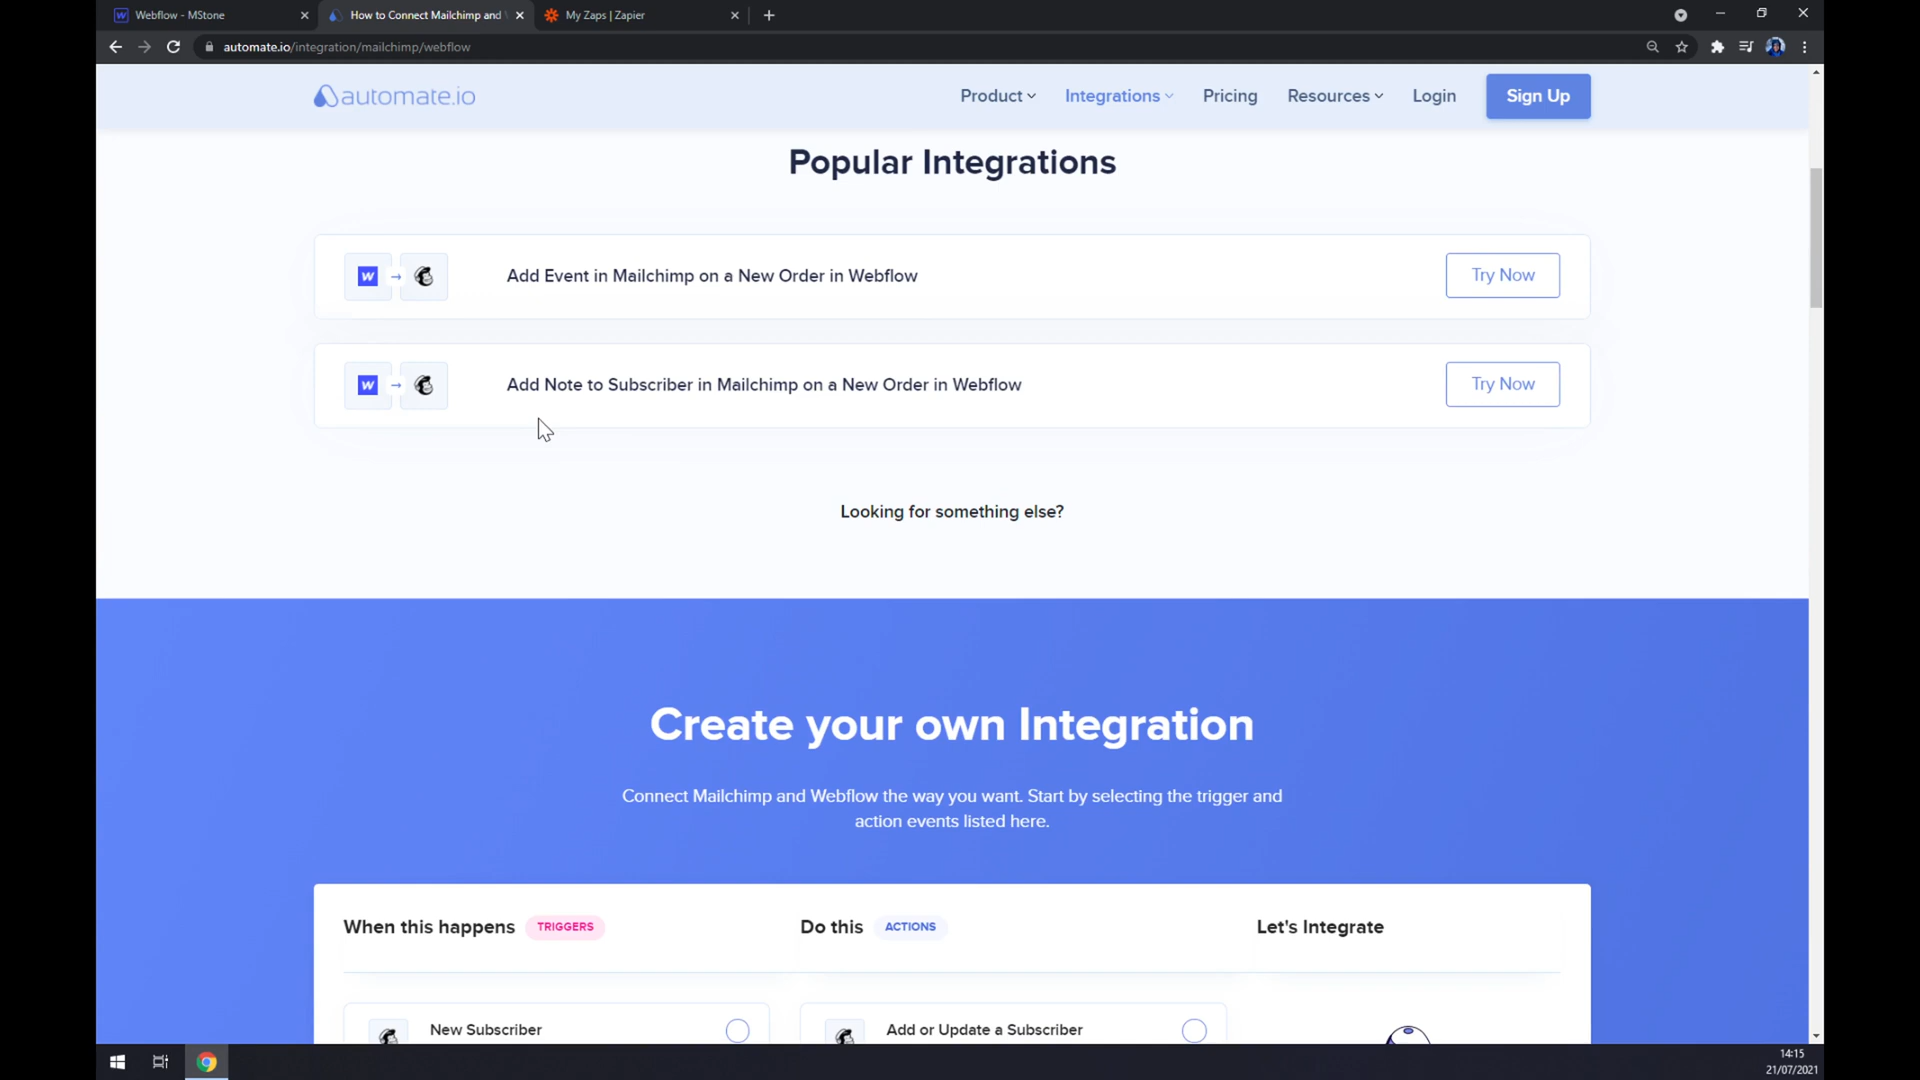 Webflow - MStone
How to Connect Mailchimp and
My Zaps | Zapier
automate.io/integration/mailchimp/webflow
automate.io
Product
Integrations
Pricing
Resources
Login
Sign Up
Popular Integrations
Add Event in Mailchimp on a New Order in Webflow
Try Now
Add Note to Subscriber in Mailchimp on a New Order in Webflow
Try Now
Looking for something else?
Create your own Integration
Connect Mailchimp and Webflow the way you want. Start by selecting the trigger and
action events listed here.
When this happens TRIGGERS
Do this ACTIONS
Let's Integrate
New Subscriber
Add or Update a Subscriber
14:15
21/07/2021